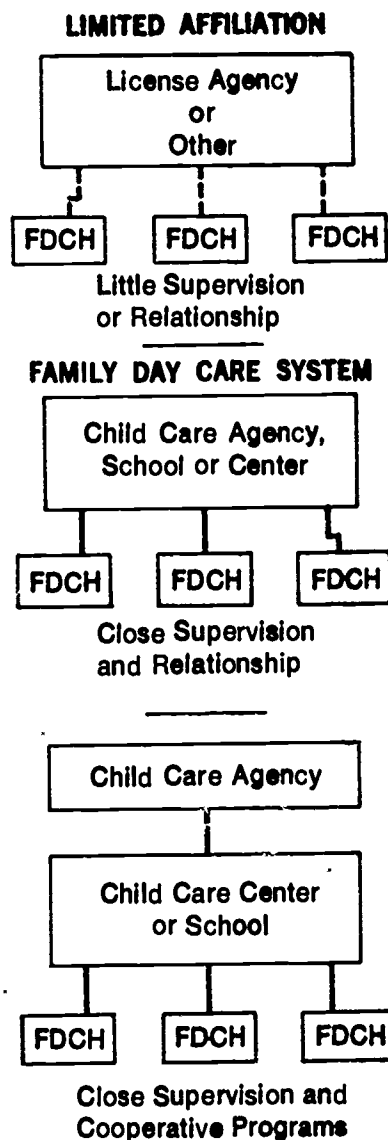 LIMITED AFFILIATION
License Agency
or
Other
FDCH FDCH FDCH
Little Supervision
or Relationship
FAMILY DAY CARE SYSTEM
Child Care Agency,
School or Center
FDCH FDCH FDCH
Close Supervision
and Relationship
Child Care Agency
Child Care Center
or School
FDCH FDCH FDCH
Close Supervision and
Cooperative Programs